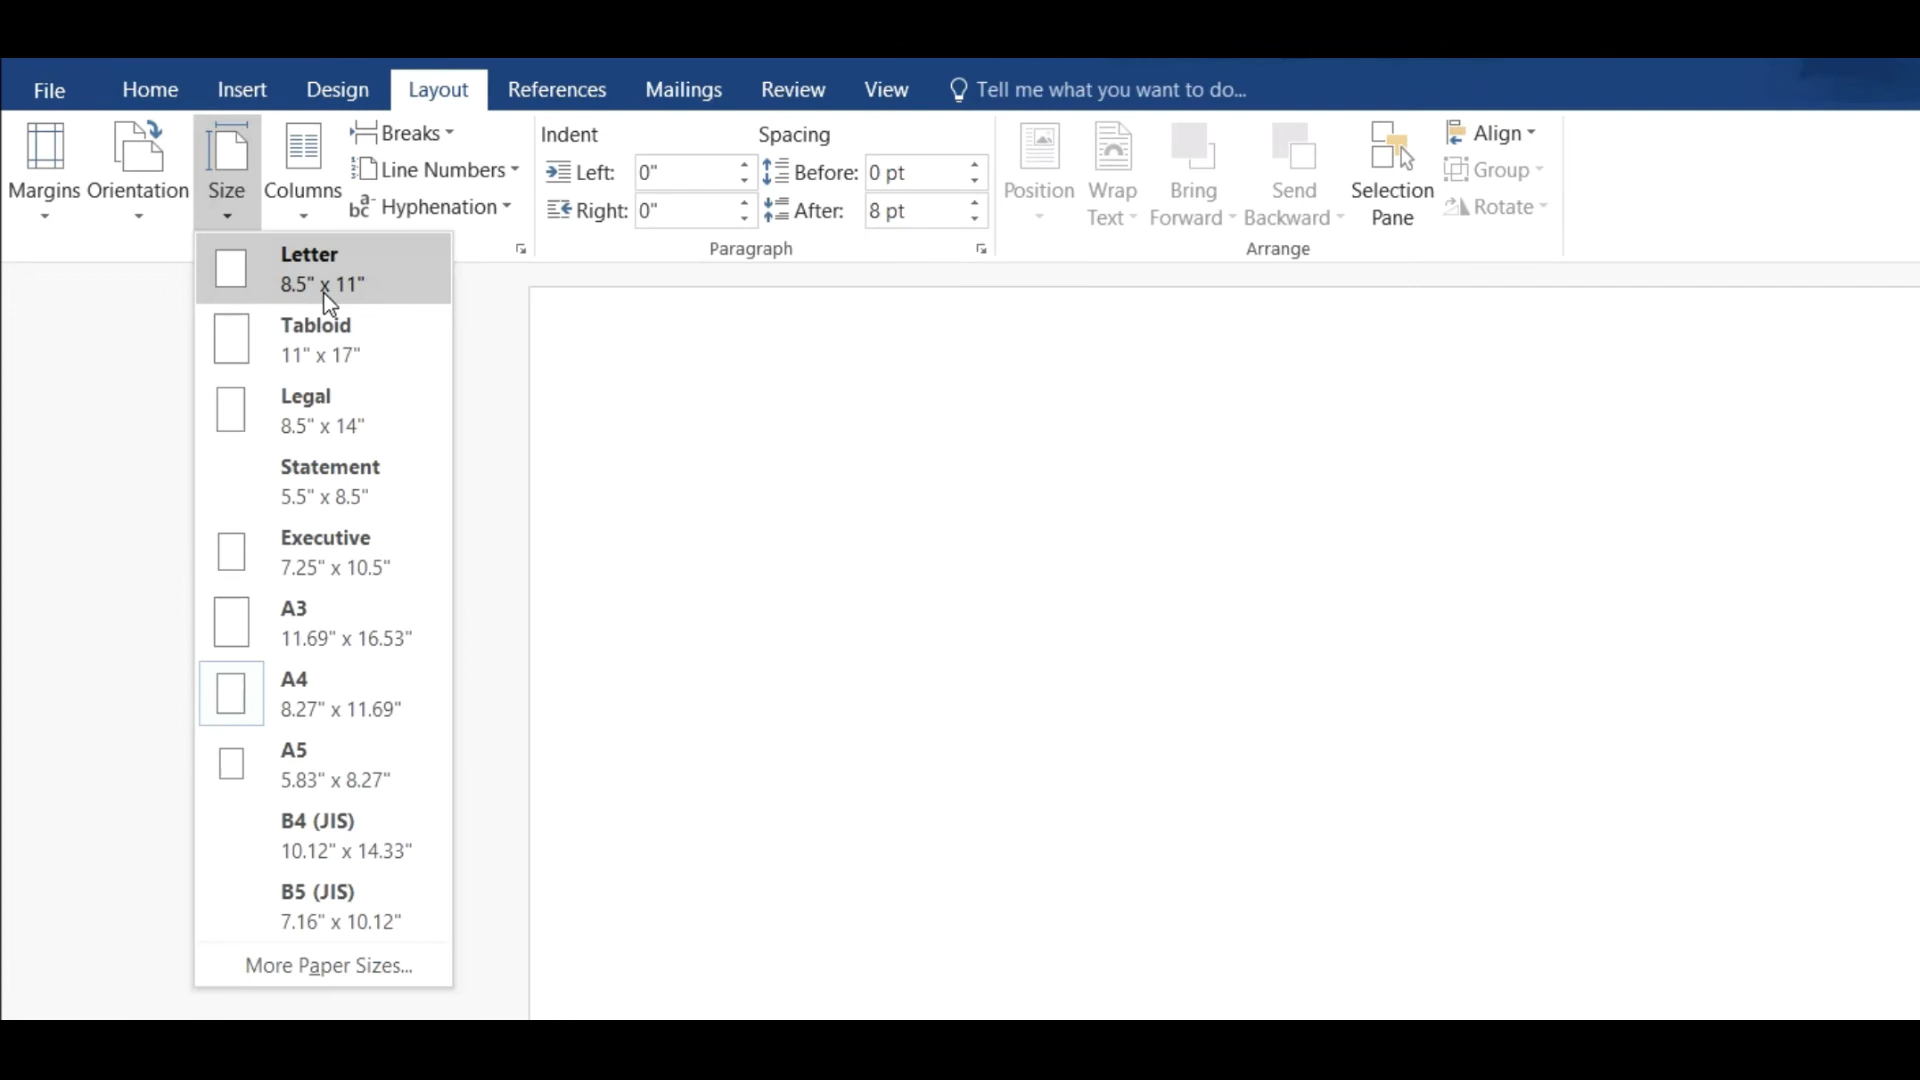 File Home Insert Design Layout References Mailings Review View Tell me what you want to do...
Margins Orientation Size Columns
Breaks
Line Numbers
Hyphenation
Indent
Left: 0"
Right: 0"
Spacing
Before: 0 pt
After: 8 pt
Paragraph
Position
Wrap
Text
Bring
Forward
Send
Backward
Selection
Pane
Align
Group
Rotate
Arrange
Letter
8.5" x 11"
Tabloid
11" x 17"
Legal
8.5" x 14"
Statement
5.5" x 8.5"
Executive
7.25" x 10.5"
A3
11.69" x 16.53"
A4
8.27" x 11.69"
A5
5.83" x 8.27"
B4 (JIS)
10.12" x 14.33"
B5 (JIS)
7.16" x 10.12"
More Paper Sizes...